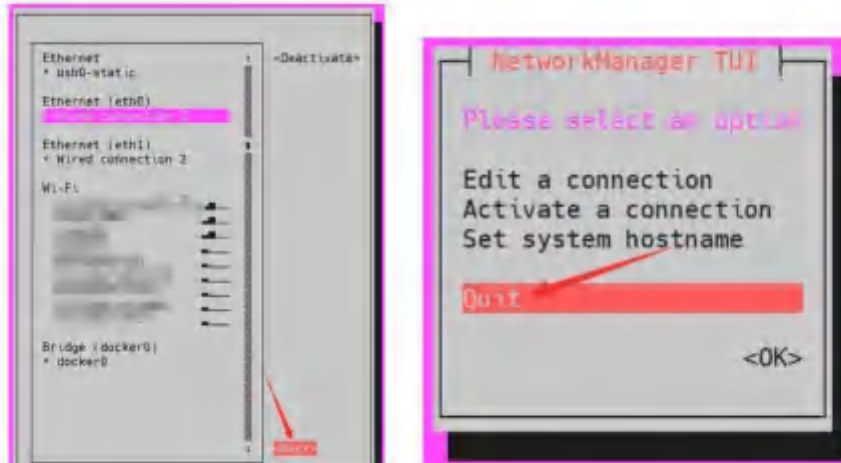 Ethernet
* usb0-static
<Deactivate>
Ethernet (eth0)
Ethernet (eth1)
* Wired connection 2
Wi-Fi
Bridge (docker0)
* docker0
<Back>
NetworkManager TUI
Please select an option
Edit a connection
Activate a connection
Set system hostname
Quit
<OK>